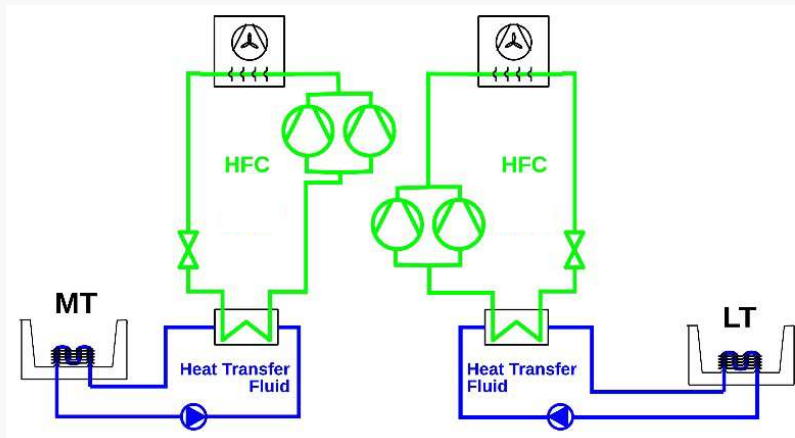 HFC
HFC
MT
LT
Heat Transfer
Fluid
Heat Transfer
Fluid